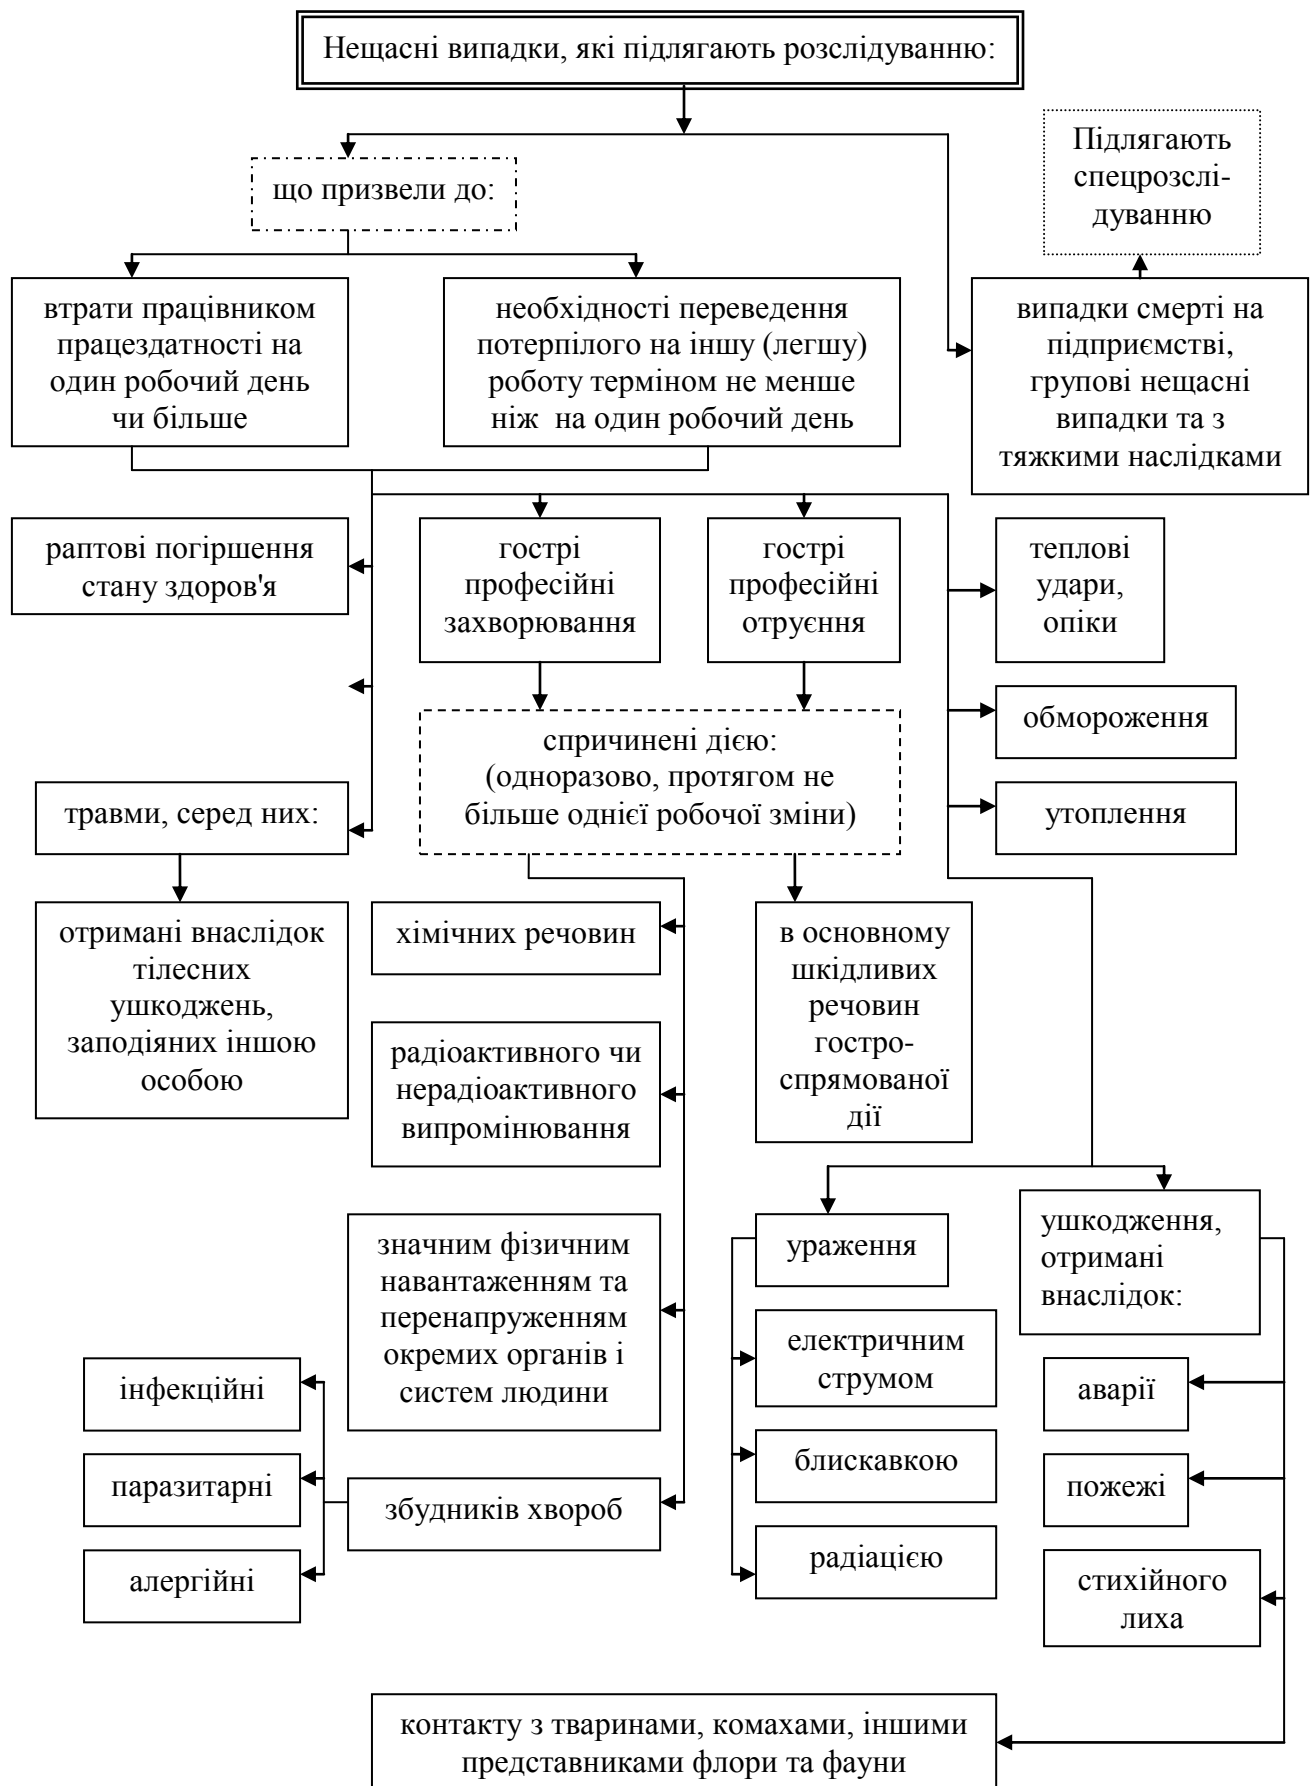 Нещасні випадки, які підлягають розслідуванню:
що призвели до:
Підлягають
спецрозслі-
дуванню
втрати працівником
працездатності на
один робочий день
чи більше
необхідності переведення
потерпілого на іншу (легшу)
роботу терміном не менше
ніж на один робочий день
випадки смерті на
підприємстві,
групові нещасні
випадки та з
тяжкими наслідками
раптові погіршення
стану здоров'я
гострі
професійні
захворювання
гострі
професійні
отруєння
теплові
удари,
опіки
обмороження
спричинені дією:
(одноразово, протягом не
більше однієї робочої зміни)
травми, серед них:
утоплення
отримані внаслідок
тілесних
ушкоджень,
заподіяних іншою
особою
хімічних речовин
в основному
шкідливих
речовин
гостро-
спрямованої
дії
радіоактивного чи
нерадіоактивного
випромінювання
значним фізичним
навантаженням та
перенапруженням
окремих органів і
систем людини
ураження
ушкодження,
отримані
внаслідок:
електричним
струмом
блискавкою
радіацією
аварії
пожежі
стихійного
лиха
інфекційні
паразитарні
алергійні
збудників хвороб
контакту з тваринами, комахами, іншими
представниками флори та фауни